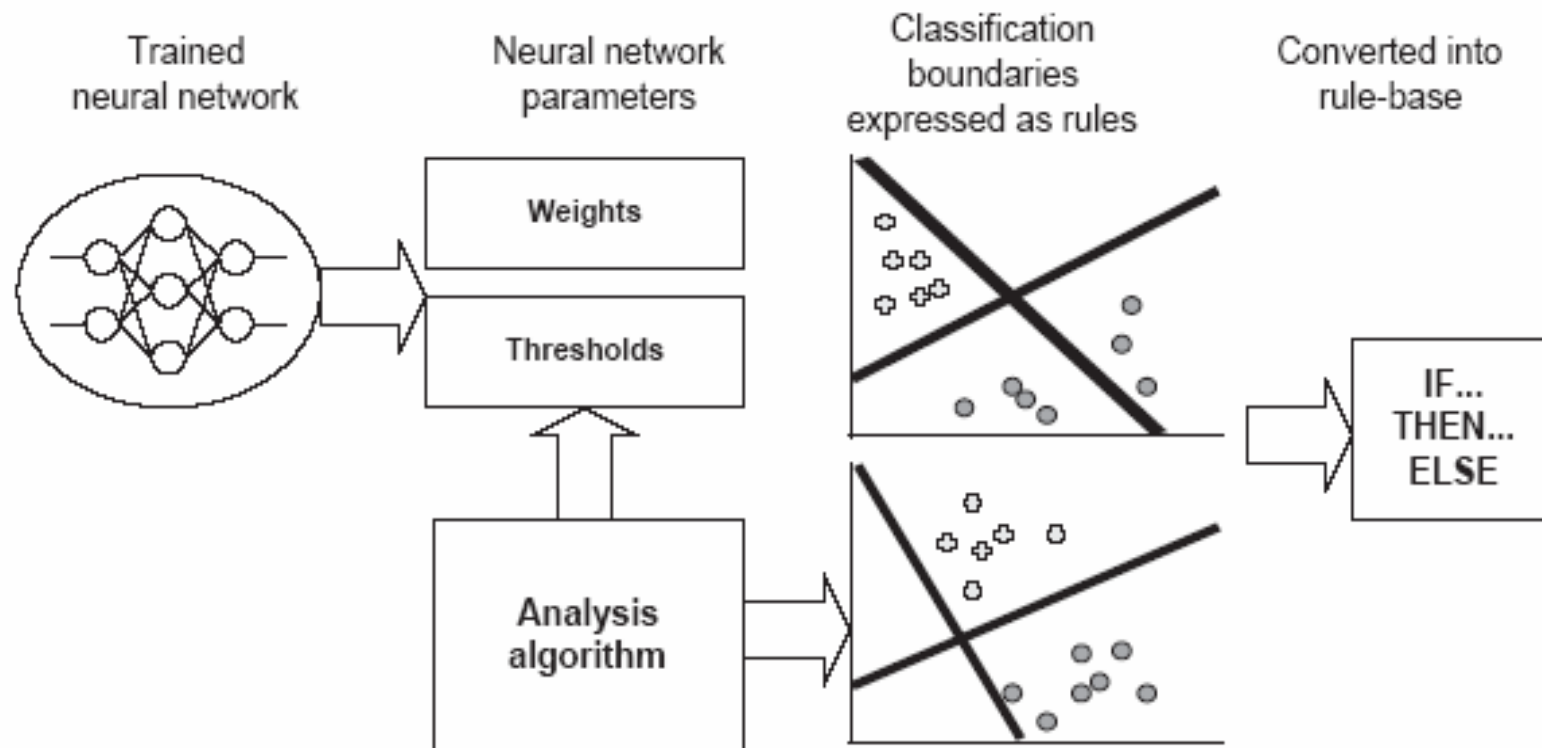 Trained
neural network
Neural network
parameters
Classification
boundaries
expressed as rules
Converted into
rule-base
Weights
Thresholds
Analysis
algorithm
IF...
THEN...
ELSE